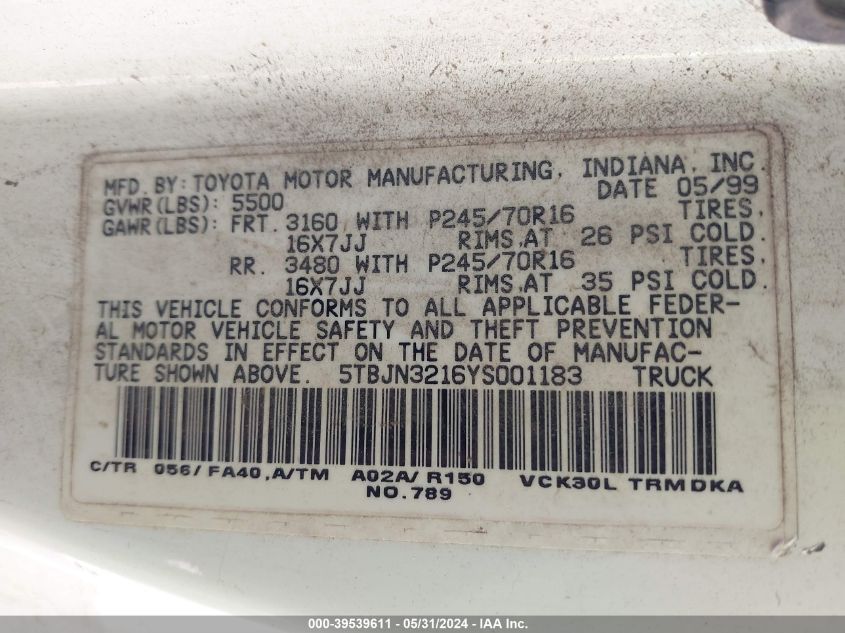 MFD. BY: TOYOTA MOTOR MANUFACTURING, INDIANA, INC.
GVWR(LBS): 5500 DATE 05/99
GAWR(LBS): FRT. 3160 WITH P245/70R16 TIRES,
16X7JJ RIMS,AT 26 PSI COLD.
RR. 3480 WITH P245/70R16 TIRES,
16X7JJ RIMS,AT 35 PSI COLD.
THIS VEHICLE CONFORMS TO ALL APPLICABLE FEDER-
AL MOTOR VEHICLE SAFETY AND THEFT PREVENTION
STANDARDS IN EFFECT ON THE DATE OF MANUFAC-
TURE SHOWN ABOVE. 5TBJN3216YS001183 TRUCK
C/TR 056/ FA40 ,A/TM A02A/ R150 VCK30L TRMDKA
NO.789
000-39539611 - 05/31/2024 - IAA Inc.